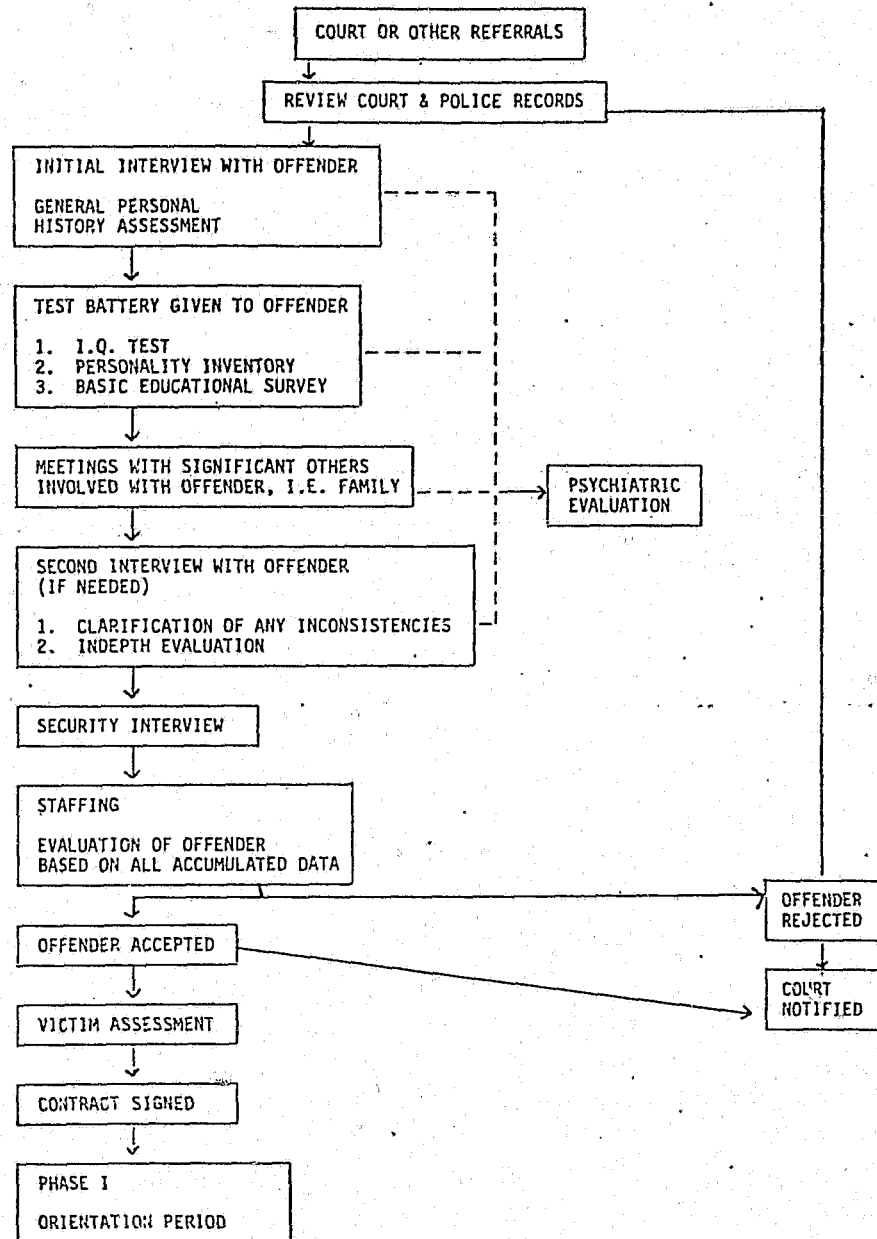 COURT OR OTHER REFERRALS
REVIEW COURT & POLICE RECORDS
INITIAL INTERVIEW WITH OFFENDER
GENERAL PERSONAL
HISTORY ASSESSMENT
TEST BATTERY GIVEN TO OFFENDER
1. I.Q. TEST
2. PERSONALITY INVENTORY
3. BASIC EDUCATIONAL SURVEY
MEETINGS WITH SIGNIFICANT OTHERS
INVOLVED WITH OFFENDER, I.E. FAMILY
PSYCHIATRIC
EVALUATION
SECOND INTERVIEW WITH OFFENDER
(IF NEEDED)
1. CLARIFICATION OF ANY INCONSISTENCIES
2. INDEPTH EVALUATION
SECURITY INTERVIEW
STAFFING
EVALUATION OF OFFENDER
BASED ON ALL ACCUMULATED DATA
OFFENDER
REJECTED
OFFENDER ACCEPTED
COURT
NOTIFIED
VICTIM ASSESSMENT
CONTRACT SIGNED
PHASE I
ORIENTATION PERIOD